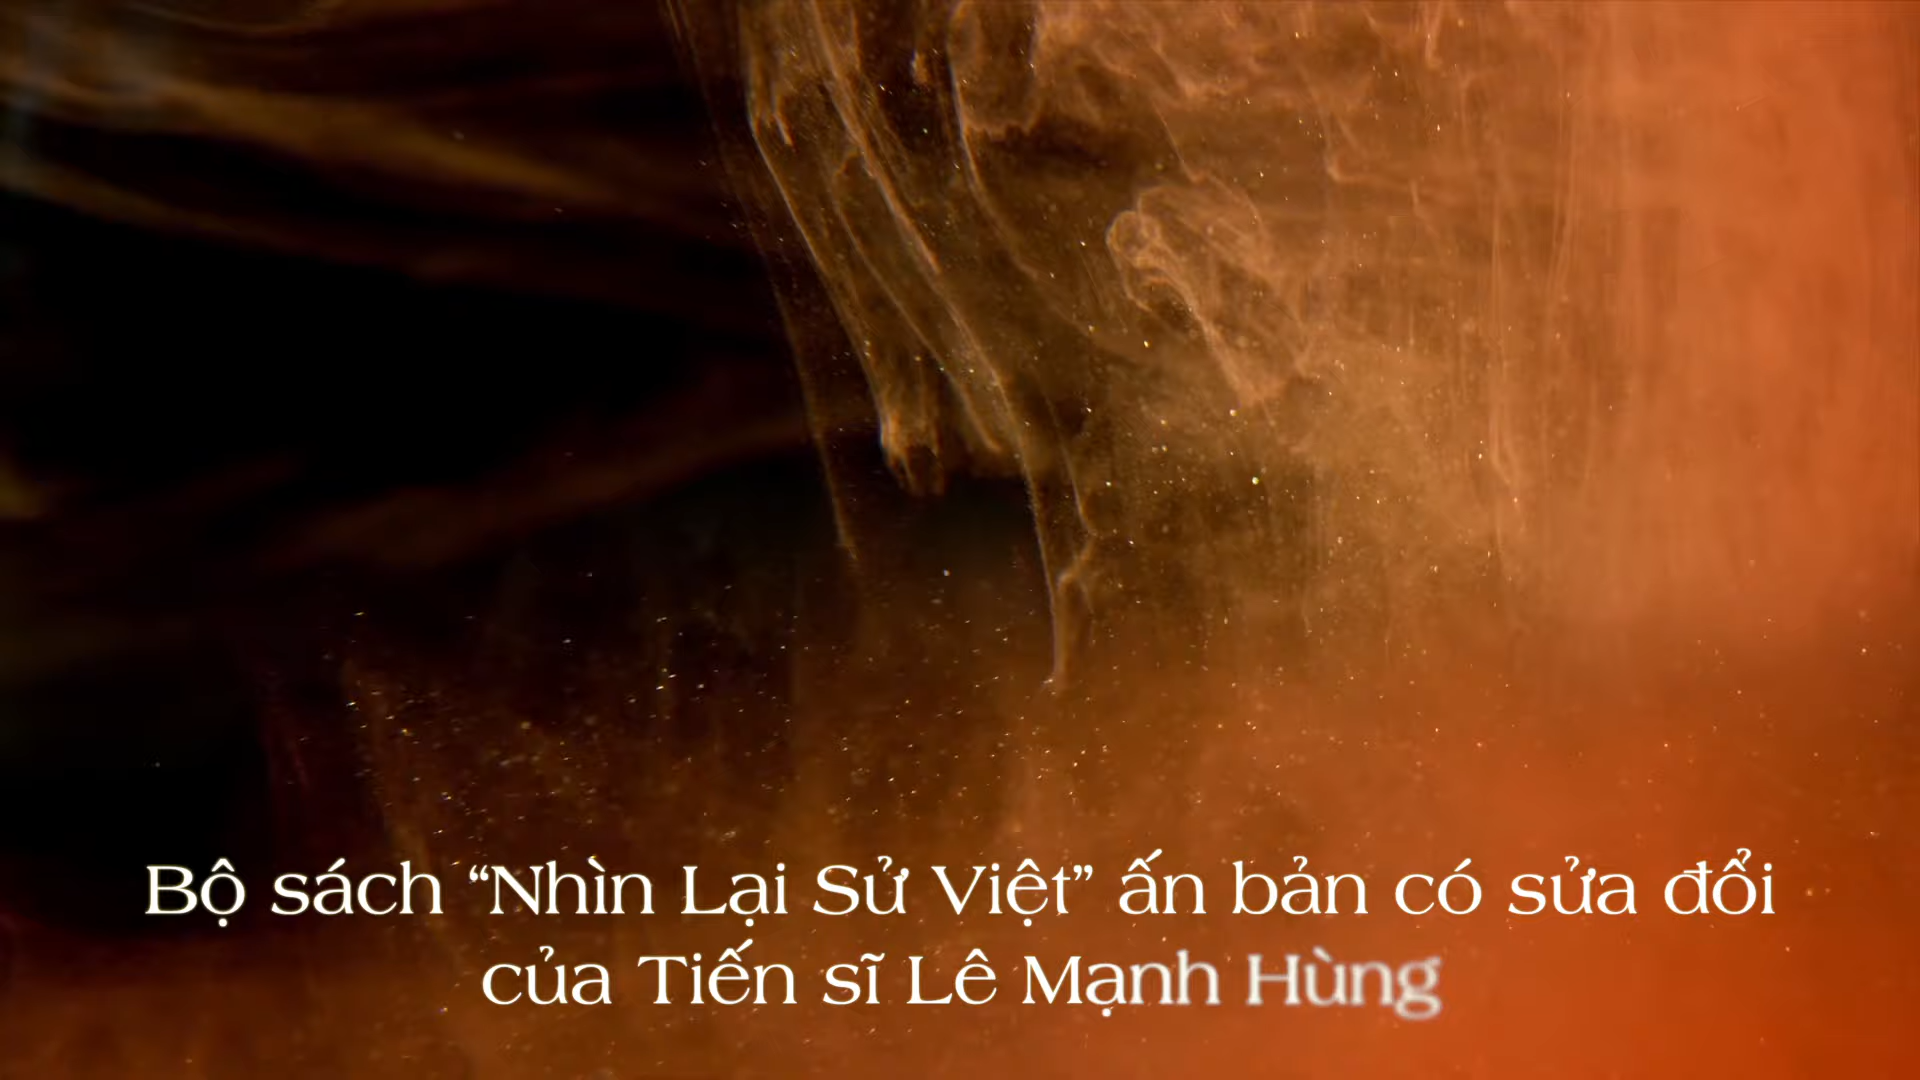 Bộ sách “Nhìn Lại Sử Việt” ấn bản có sửa đổi
của Tiến sĩ Lê Mạnh Hùng